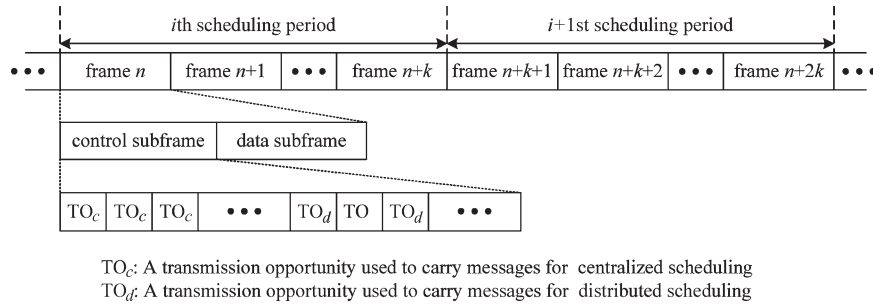 ith scheduling period i+1st scheduling period
••• frame n frame n+1 ••• frame n+k frame n+k+1 frame n+k+2 ••• frame n+2k •••
control subframe data subframe
TOc TOc TOc ••• TOd TO TOd •••
TOc: A transmission opportunity used to carry messages for centralized scheduling
TOd: A transmission opportunity used to carry messages for distributed scheduling